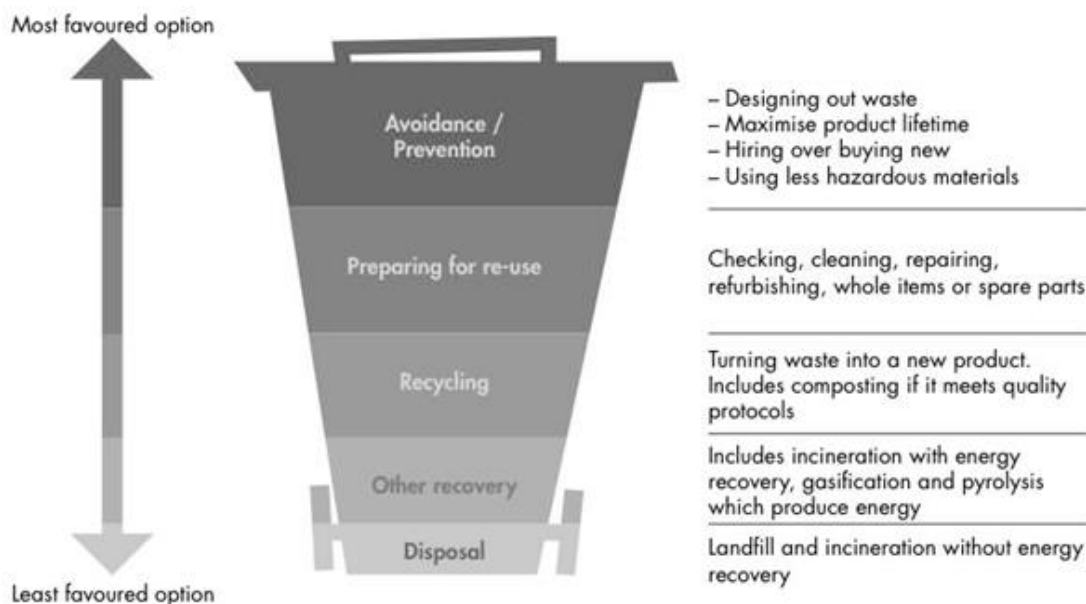 Most favoured option
Avoidance /
Prevention
– Designing out waste
– Maximise product lifetime
– Hiring over buying new
– Using less hazardous materials
Preparing for re-use
Checking, cleaning, repairing,
refurbishing, whole items or spare parts
Recycling
Turning waste into a new product.
Includes composting if it meets quality
protocols
Other recovery
Includes incineration with energy
recovery, gasification and pyrolysis
which produce energy
Disposal
Landfill and incineration without energy
recovery
Least favoured option